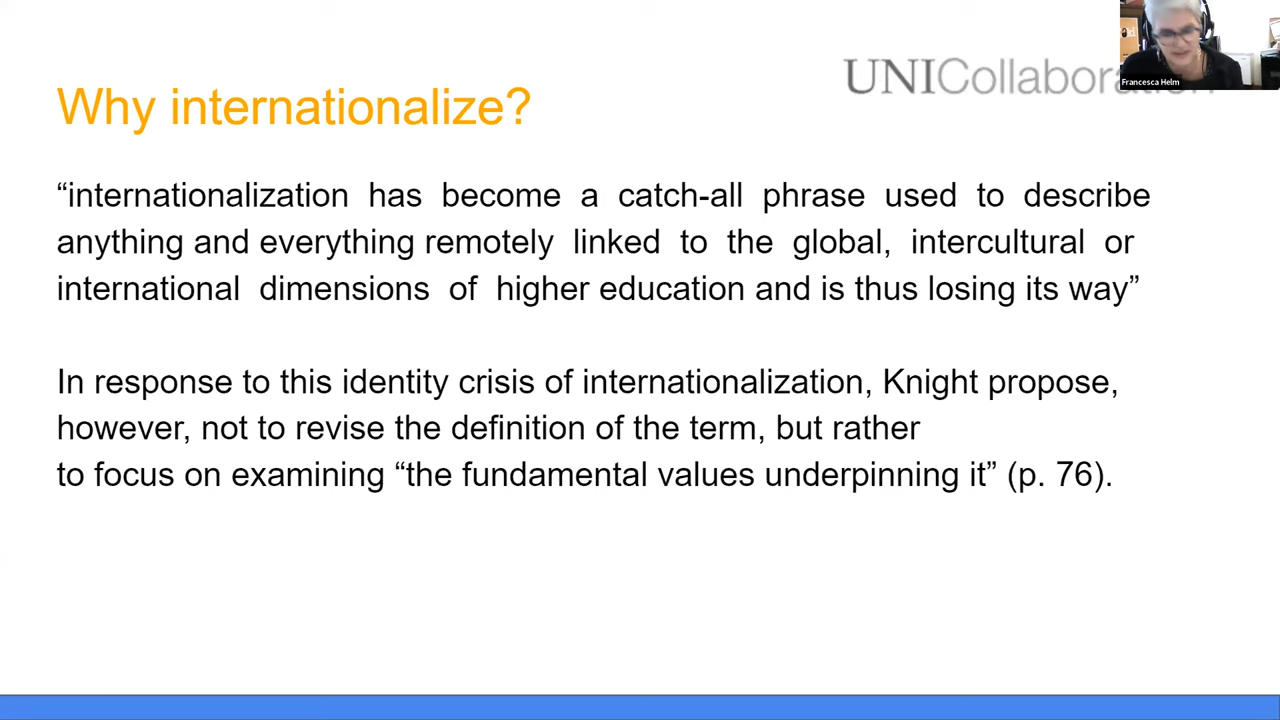 UNICollaboration
Francesca Helm
Why internationalize?
“internationalization has become a catch-all phrase used to describe
anything and everything remotely linked to the global, intercultural or
international dimensions of higher education and is thus losing its way”
In response to this identity crisis of internationalization, Knight propose,
however, not to revise the definition of the term, but rather
to focus on examining “the fundamental values underpinning it” (p. 76).